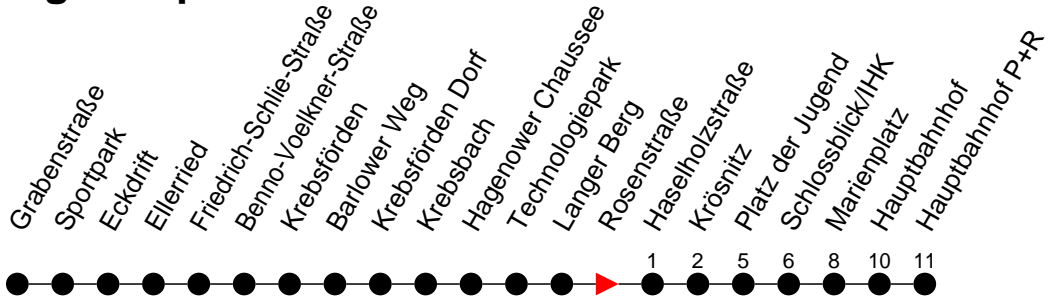 Grabenstraße
Sportpark
Eckdrift
Ellerried
Friedrich-Schlie-Straße
Benno-Voelkner-Straße
Krebsförden
Barlower Weg
Krebsförden Dorf
Krebsbach
Hagenower Chaussee
Technologiepark
Langer Berg
Rosenstraße
Haselholzstraße
Krösnitz
Platz der Jugend
Schlossblick/IHK
Marienplatz
Hauptbahnhof
Hauptbahnhof P+R
1 2 5 6 8 10 11